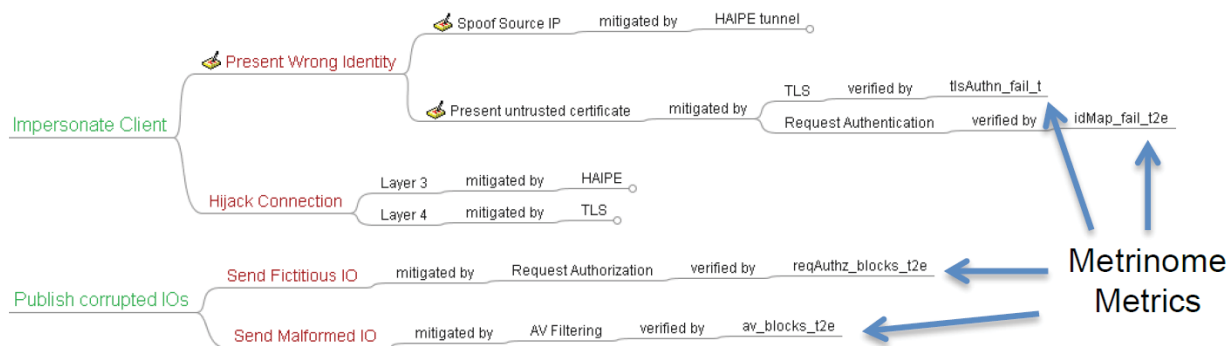 Spoof Source IP mitigated by HAIPE tunnel
Present Wrong Identity
Present untrusted certificate mitigated by TLS verified by tlsAuthn_fail_t
Request Authentication verified by idMap_fail_t2e
Impersonate Client
Hijack Connection
Layer 3 mitigated by HAIPE
Layer 4 mitigated by TLS
Send Fictitious IO mitigated by Request Authorization verified by reqAuthz_blocks_t2e
Publish corrupted IOs
Send Malformed IO mitigated by AV Filtering verified by av_blocks_t2e
Metrinome
Metrics